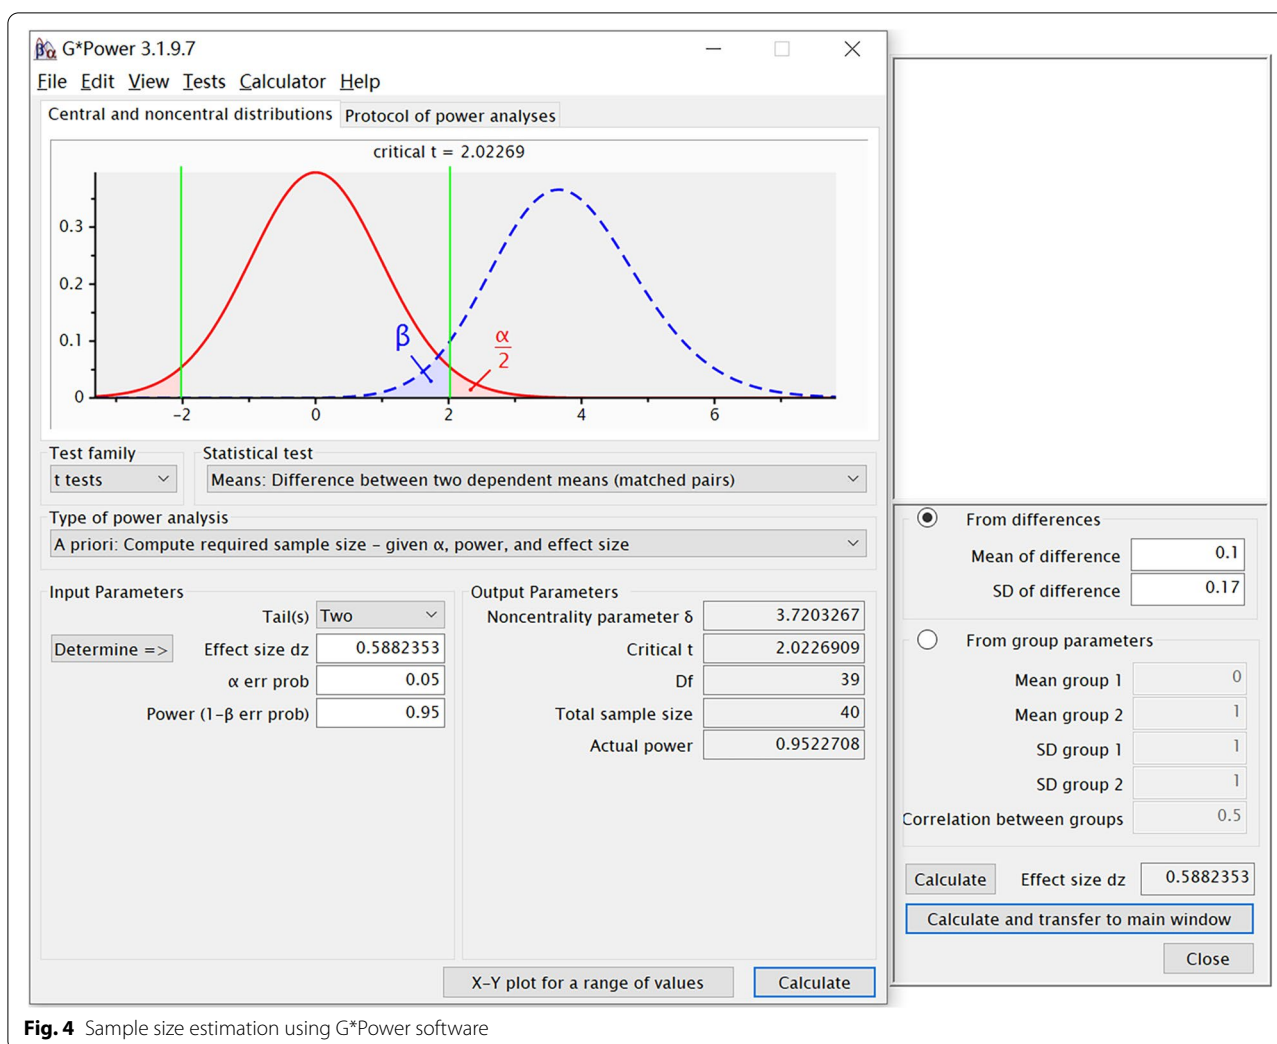 G*Power 3.1.9.7
File Edit View Tests Calculator Help
Central and noncentral distributions Protocol of power analyses
critical t = 2.02269
0.3
0.2
0.1
0
β
α
2
-2 0 2 4 6
Test family
t tests
Statistical test
Means: Difference between two dependent means (matched pairs)
Type of power analysis
A priori: Compute required sample size – given α, power, and effect size
Input Parameters
Tail(s) Two
Determine => Effect size dz 0.5882353
α err prob 0.05
Power (1-β err prob) 0.95
Output Parameters
Noncentrality parameter δ 3.7203267
Critical t 2.0226909
Df 39
Total sample size 40
Actual power 0.9522708
X-Y plot for a range of values Calculate
From differences
Mean of difference 0.1
SD of difference 0.17
From group parameters
Mean group 1 0
Mean group 2 1
SD group 1 1
SD group 2 1
Correlation between groups 0.5
Calculate Effect size dz 0.5882353
Calculate and transfer to main window
Close
Fig. 4 Sample size estimation using G*Power software